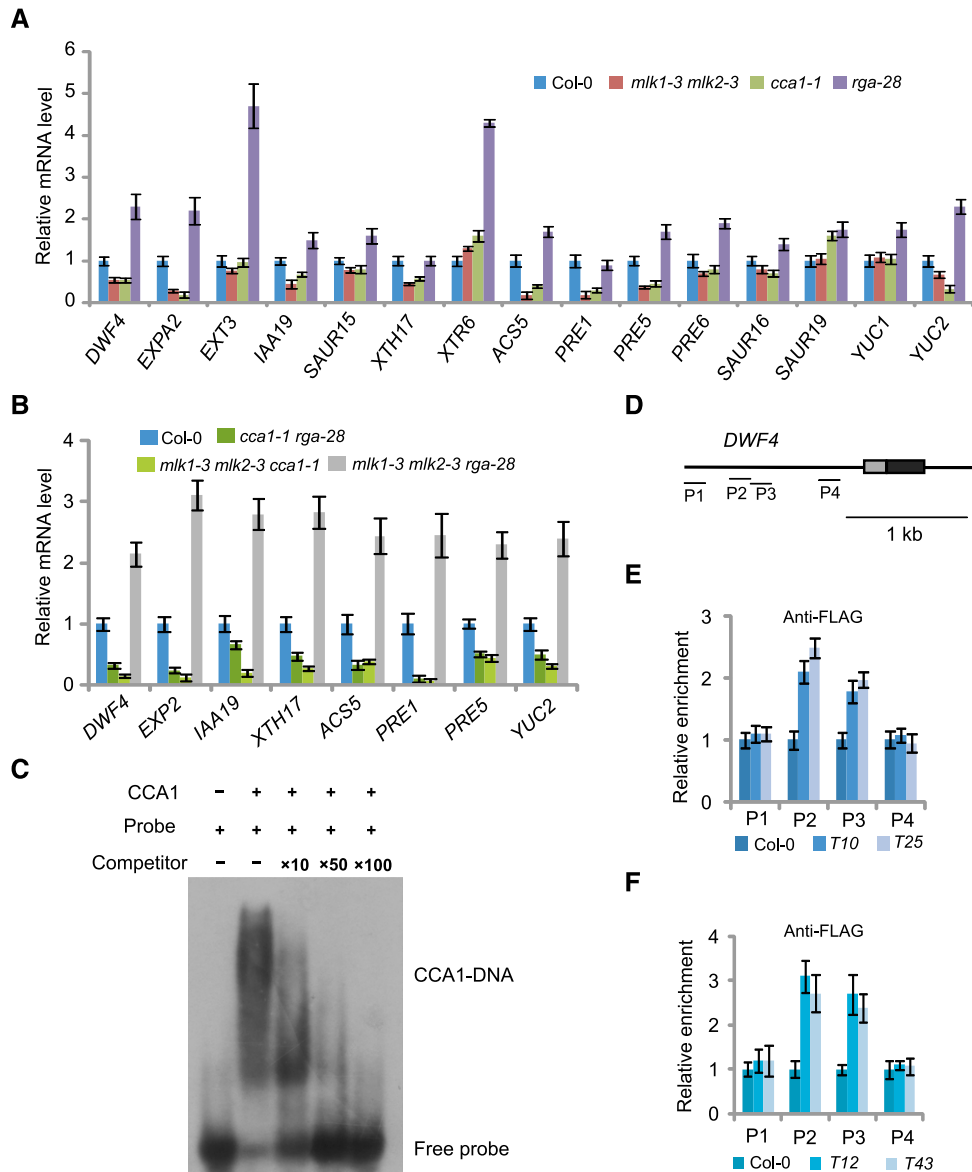 A
Relative mRNA level
6
5
4
3
2
1
0
Col-0 mlk1-3 mlk2-3 cca1-1 rga-28
DWF4 EXPA2 EXT3 IAA19 SAUR15 XTH17 XTR6 ACS5 PRE1 PRE5 PRE6 SAUR16 SAUR19 YUC1 YUC2
B
Relative mRNA level
4
3
2
1
0
Col-0 cca1-1 rga-28
mlk1-3 mlk2-3 cca1-1 mlk1-3 mlk2-3 rga-28
DWF4 EXP2 IAA19 XTH17 ACS5 PRE1 PRE5 YUC2
C
CCA1 – + + + +
Probe + + + + +
Competitor – – ×10 ×50 ×100
CCA1-DNA
Free probe
D
DWF4
P1 P2 P3 P4
1 kb
E
Anti-FLAG
Relative enrichment
3
2
1
0
P1 P2 P3 P4
Col-0 T10 T25
F
Anti-FLAG
Relative enrichment
4
3
2
1
0
P1 P2 P3 P4
Col-0 T12 T43